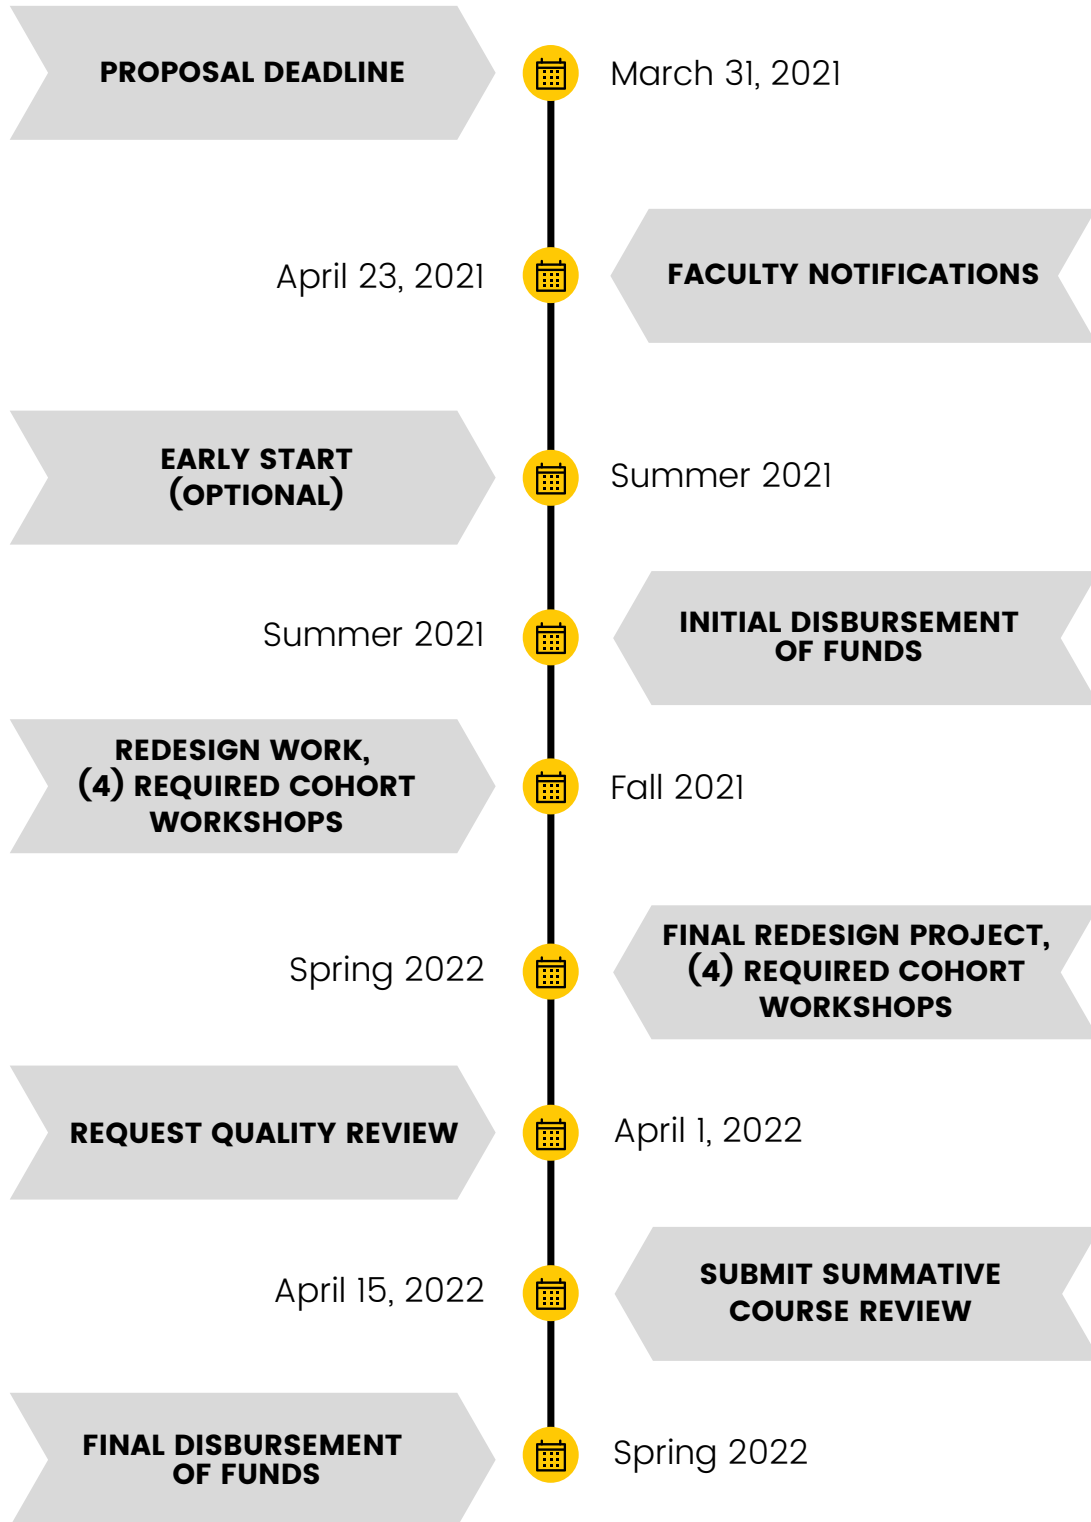 PROPOSAL DEADLINE
March 31, 2021
April 23, 2021
FACULTY NOTIFICATIONS
EARLY START
(OPTIONAL)
Summer 2021
Summer 2021
INITIAL DISBURSEMENT
OF FUNDS
REDESIGN WORK,
(4) REQUIRED COHORT
WORKSHOPS
Fall 2021
Spring 2022
FINAL REDESIGN PROJECT,
(4) REQUIRED COHORT
WORKSHOPS
REQUEST QUALITY REVIEW
April 1, 2022
April 15, 2022
SUBMIT SUMMATIVE
COURSE REVIEW
FINAL DISBURSEMENT
OF FUNDS
Spring 2022